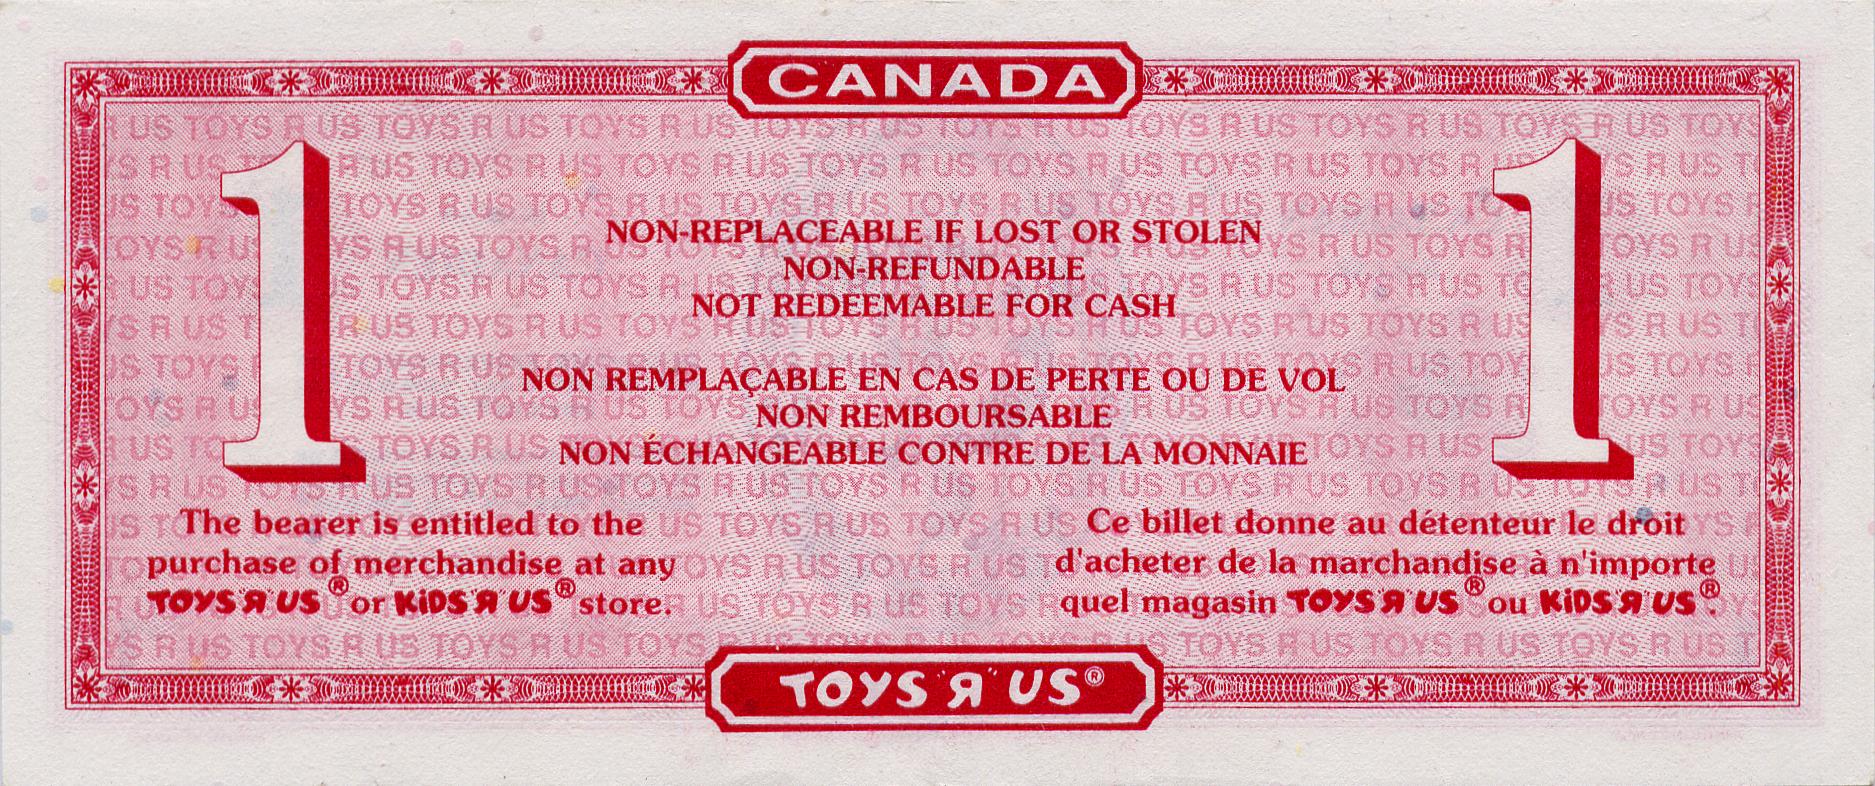 CANADA
1 1
NON-REPLACEABLE IF LOST OR STOLEN
NON-REFUNDABLE
NOT REDEEMABLE FOR CASH
NON REMPLAÇABLE EN CAS DE PERTE OU DE VOL
NON REMBOURSABLE
NON ÉCHANGEABLE CONTRE DE LA MONNAIE
The bearer is entitled to the
purchase of merchandise at any
TOYS "R" US® or KiDS "R" US® store.
Ce billet donne au détenteur le droit
d'acheter de la marchandise à n'importe
quel magasin TOYS "R" US® ou KiDS "R" US®.
TOYS "R" US®